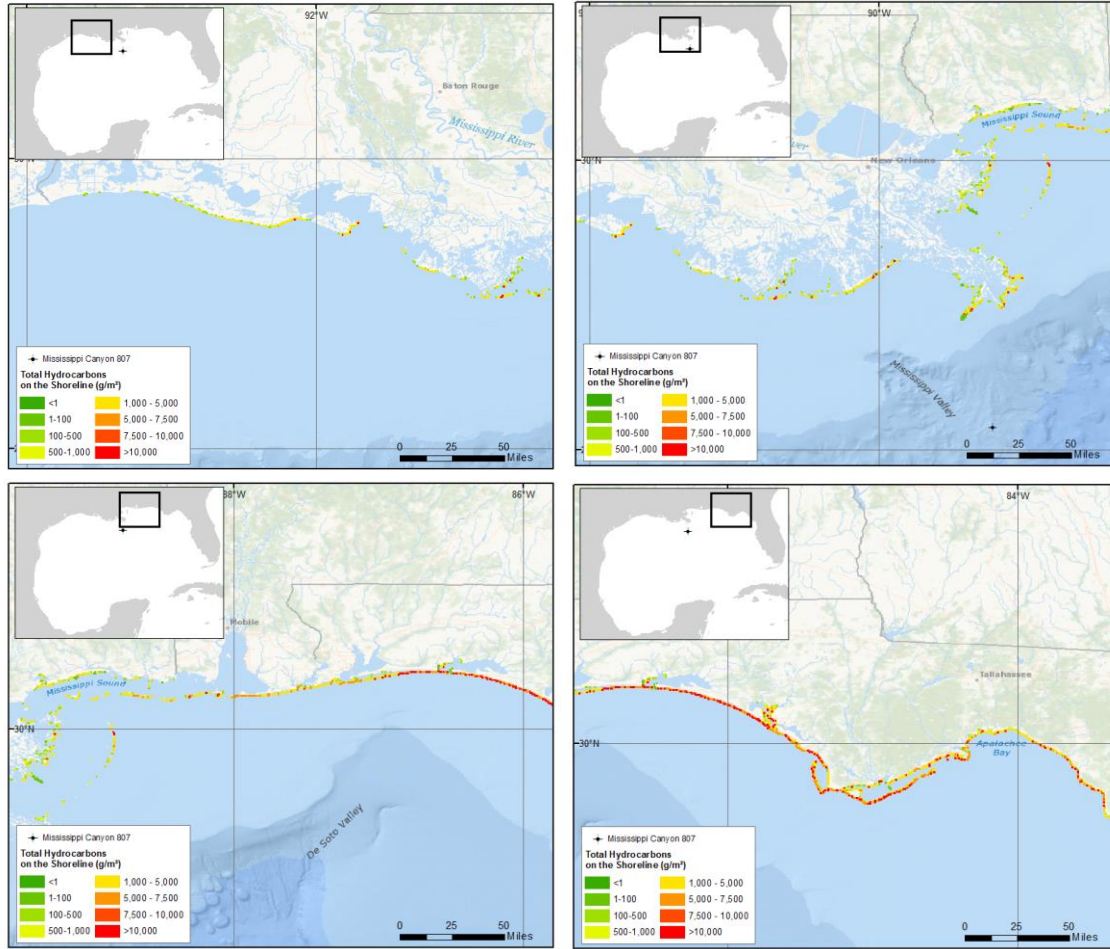 92°W
Baton Rouge
Mississippi River
Mississippi Canyon 807
Total Hydrocarbons
on the Shoreline (g/m²)
<1
1-100
100-500
500-1,000
1,000 - 5,000
5,000 - 7,500
7,500 - 10,000
>10,000
0 25 50
Miles
90°W
Mississippi Sound
River
New Orleans
30°N
Mississippi Valley
Mississippi Canyon 807
Total Hydrocarbons
on the Shoreline (g/m²)
<1
1-100
100-500
500-1,000
1,000 - 5,000
5,000 - 7,500
7,500 - 10,000
>10,000
0 25 50
Miles
88°W
86°W
Mobile
Mississippi Sound
30°N
De Soto Valley
Mississippi Canyon 807
Total Hydrocarbons
on the Shoreline (g/m²)
<1
1-100
100-500
500-1,000
1,000 - 5,000
5,000 - 7,500
7,500 - 10,000
>10,000
0 25 50
Miles
84°W
Tallahassee
30°N
Apalachee
Bay
Mississippi Canyon 807
Total Hydrocarbons
on the Shoreline (g/m²)
<1
1-100
100-500
500-1,000
1,000 - 5,000
5,000 - 7,500
7,500 - 10,000
>10,000
0 25 50
Miles